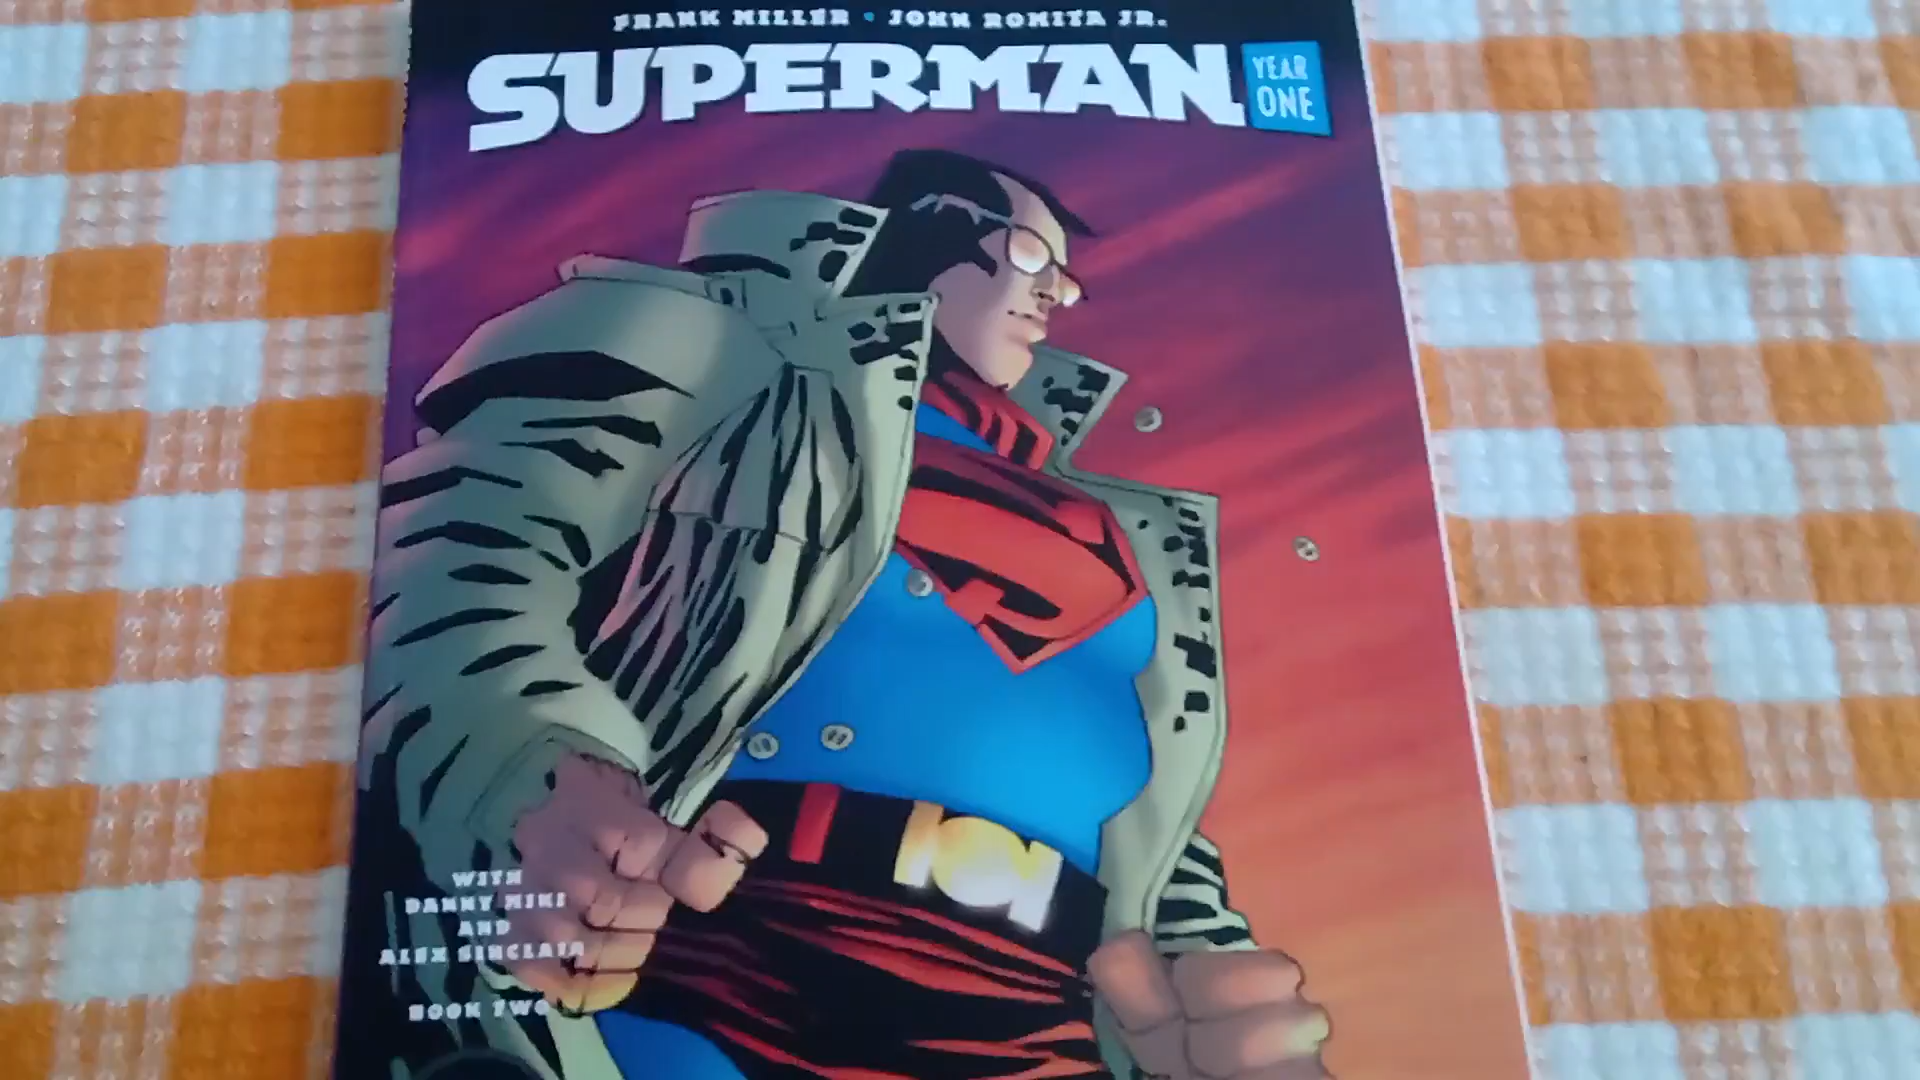 FRANK MILLER • JOHN ROMITA JR.
SUPERMAN
YEAR
ONE
WITH
DANNY MIKI
AND
ALEX SINCLAIR
BOOK TWO